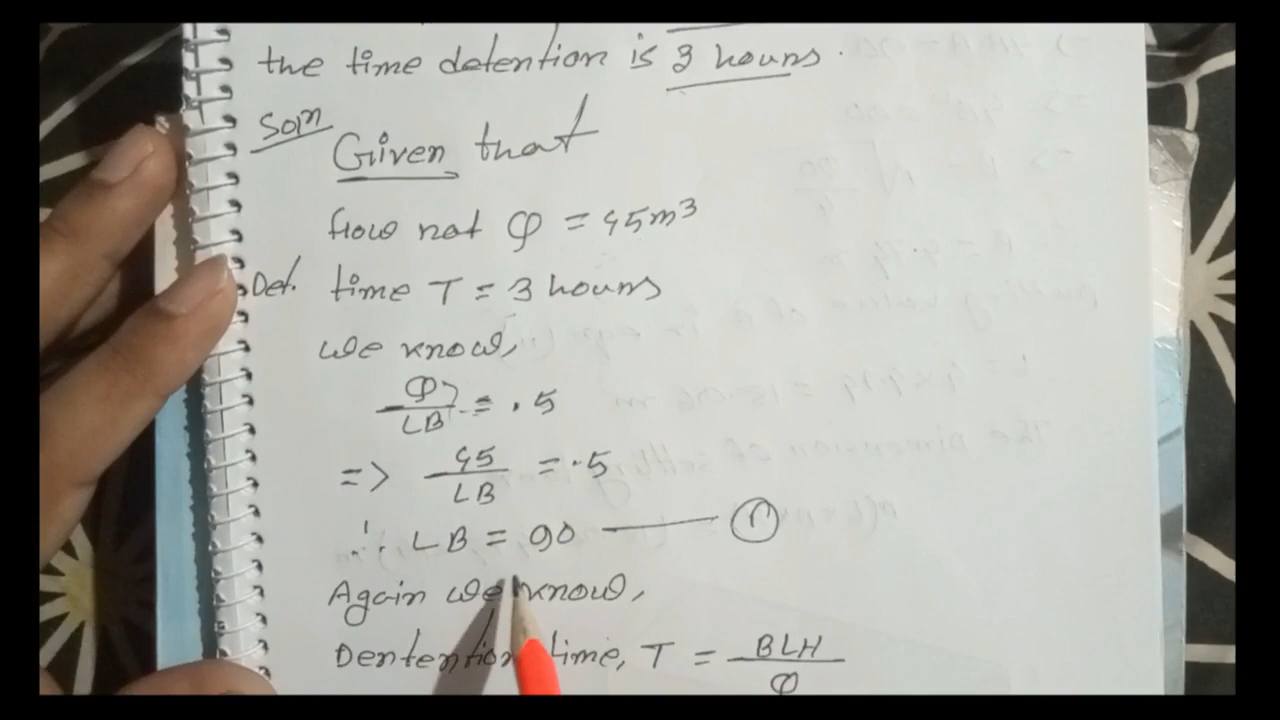 the time detention is 3 hours.
Soln
Given that
flow rat Q = 45m³
Det. time T = 3 hours
we know,
Q/LB = .5
=> 45/LB = .5
∴ LB = 90 —— (1)
Again we know,
Dentention time, T = BLH/Q